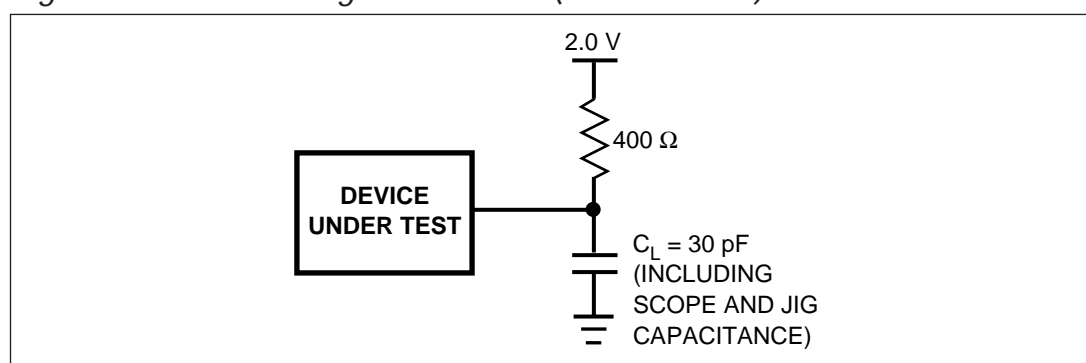 2.0 V
400 Ω
DEVICE
UNDER TEST
C_L = 30 pF
(INCLUDING
SCOPE AND JIG
CAPACITANCE)